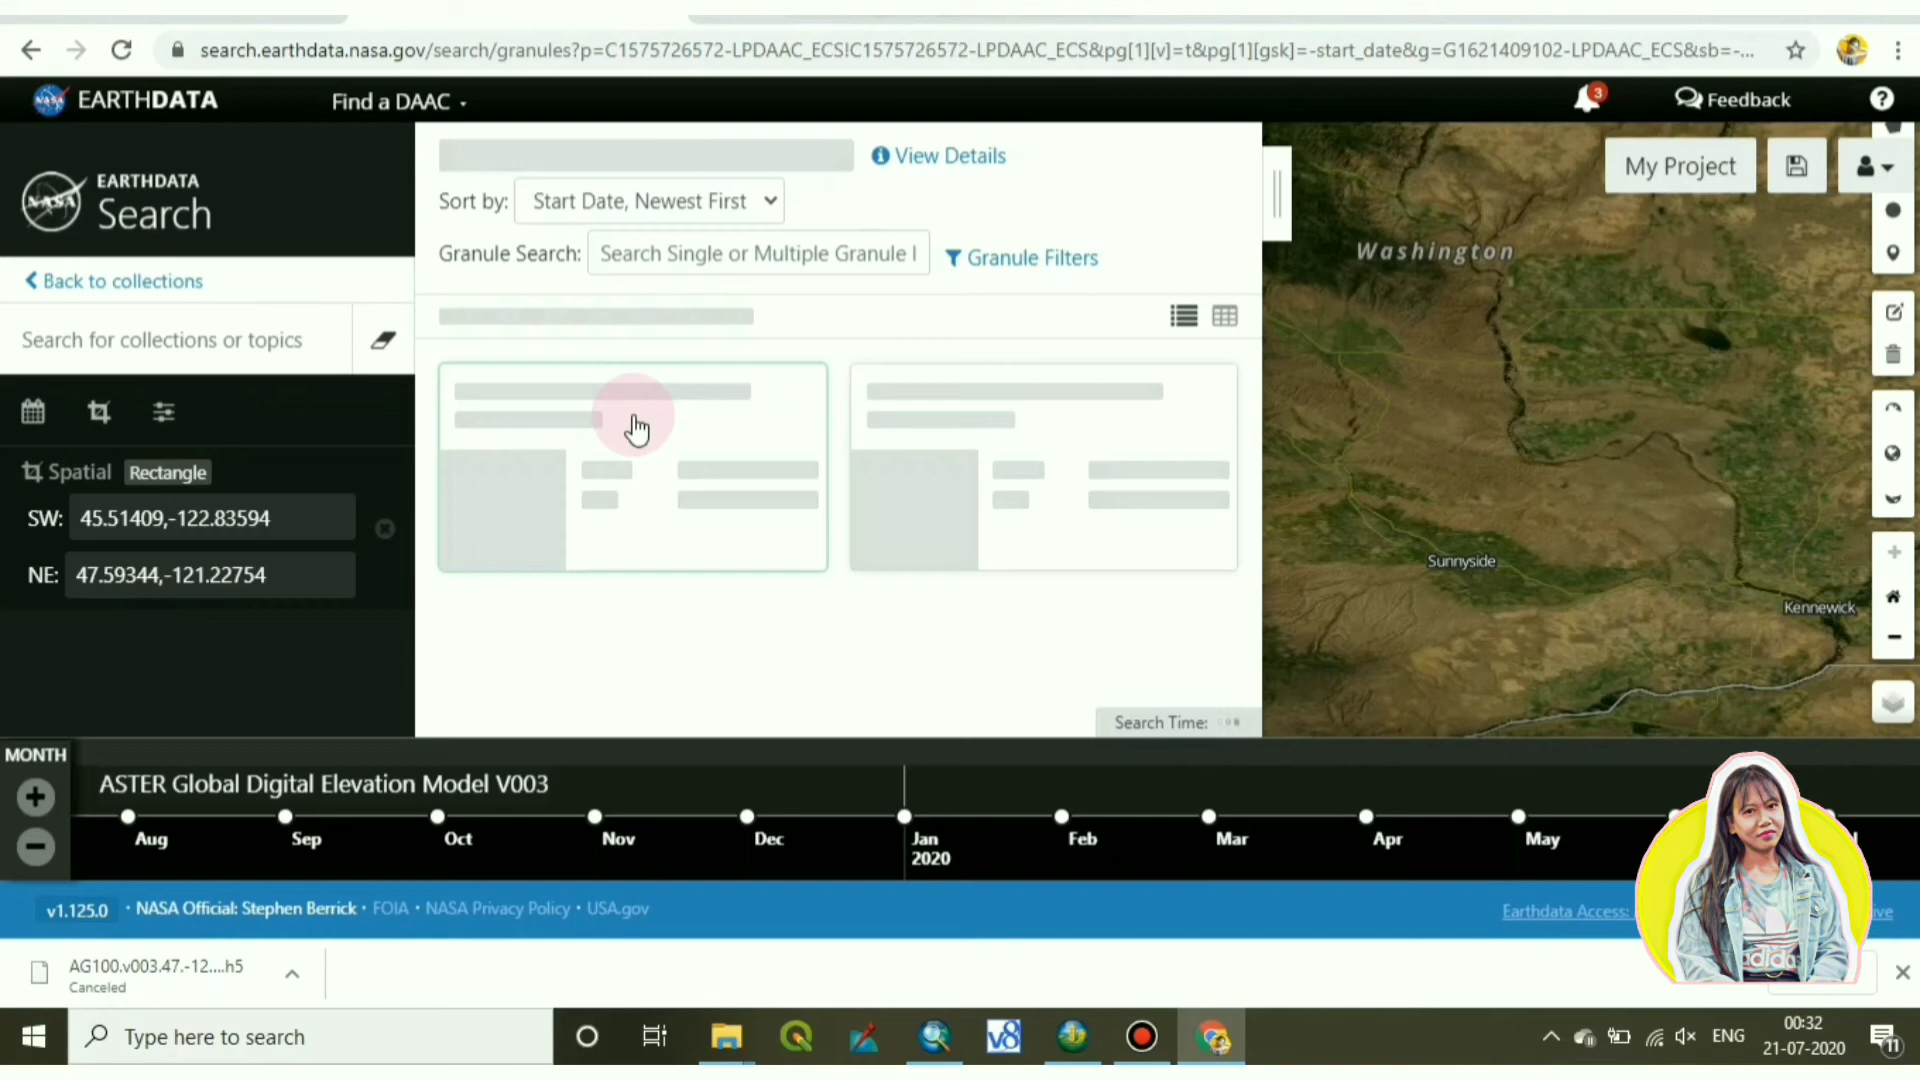 search.earthdata.nasa.gov/search/granules?p=C1575726572-LPDAAC_ECS!C1575726572-LPDAAC_ECS&pg[1][v]=t&pg[1][gsk]=-start_date&g=G1621409102-LPDAAC_ECS&sb=-...
NASA EARTHDATA
Find a DAAC
3
Feedback
?
View Details
My Project
NASA EARTHDATA
Search
Sort by: Start Date, Newest First
Granule Search: Search Single or Multiple Granule I
Granule Filters
Washington
Back to collections
Search for collections or topics
Spatial Rectangle
SW: 45.51409,-122.83594
NE: 47.59344,-121.22754
Sunnyside
Kennewick
Search Time:
MONTH
ASTER Global Digital Elevation Model V003
Aug
Sep
Oct
Nov
Dec
Jan
2020
Feb
Mar
Apr
May
v1.125.0 • NASA Official: Stephen Berrick • FOIA • NASA Privacy Policy • USA.gov
Earthdata Access:
adidas
AG100.v003.47.-12....h5
Canceled
Type here to search
v8
ENG
00:32
21-07-2020
11